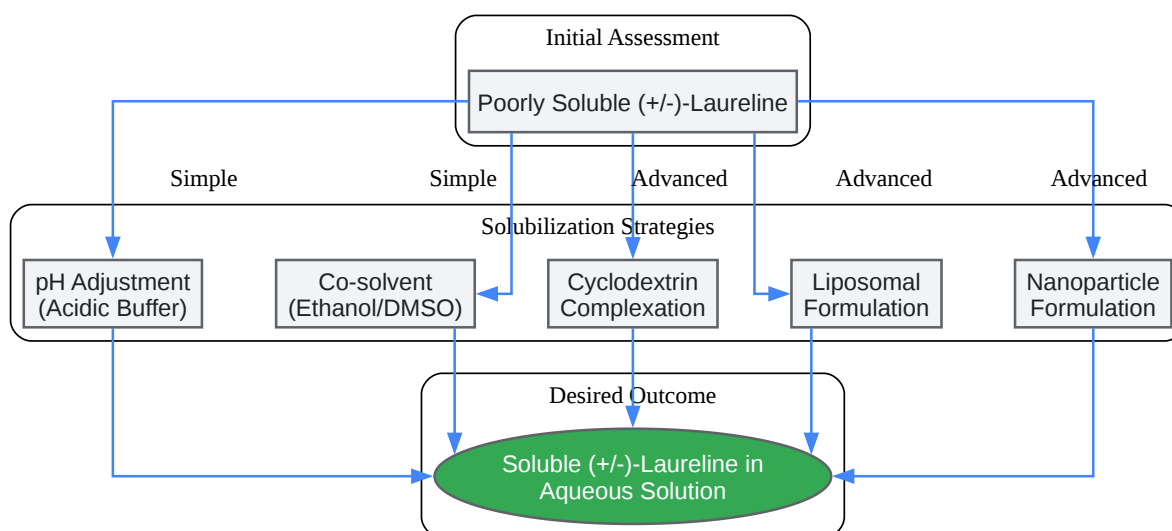 Initial Assessment
Poorly Soluble (+/-)-Laureline
Simple
Simple
Advanced
Advanced
Advanced
Solubilization Strategies
pH Adjustment
(Acidic Buffer)
Co-solvent
(Ethanol/DMSO)
Cyclodextrin
Complexation
Liposomal
Formulation
Nanoparticle
Formulation
Desired Outcome
Soluble (+/-)-Laureline in
Aqueous Solution